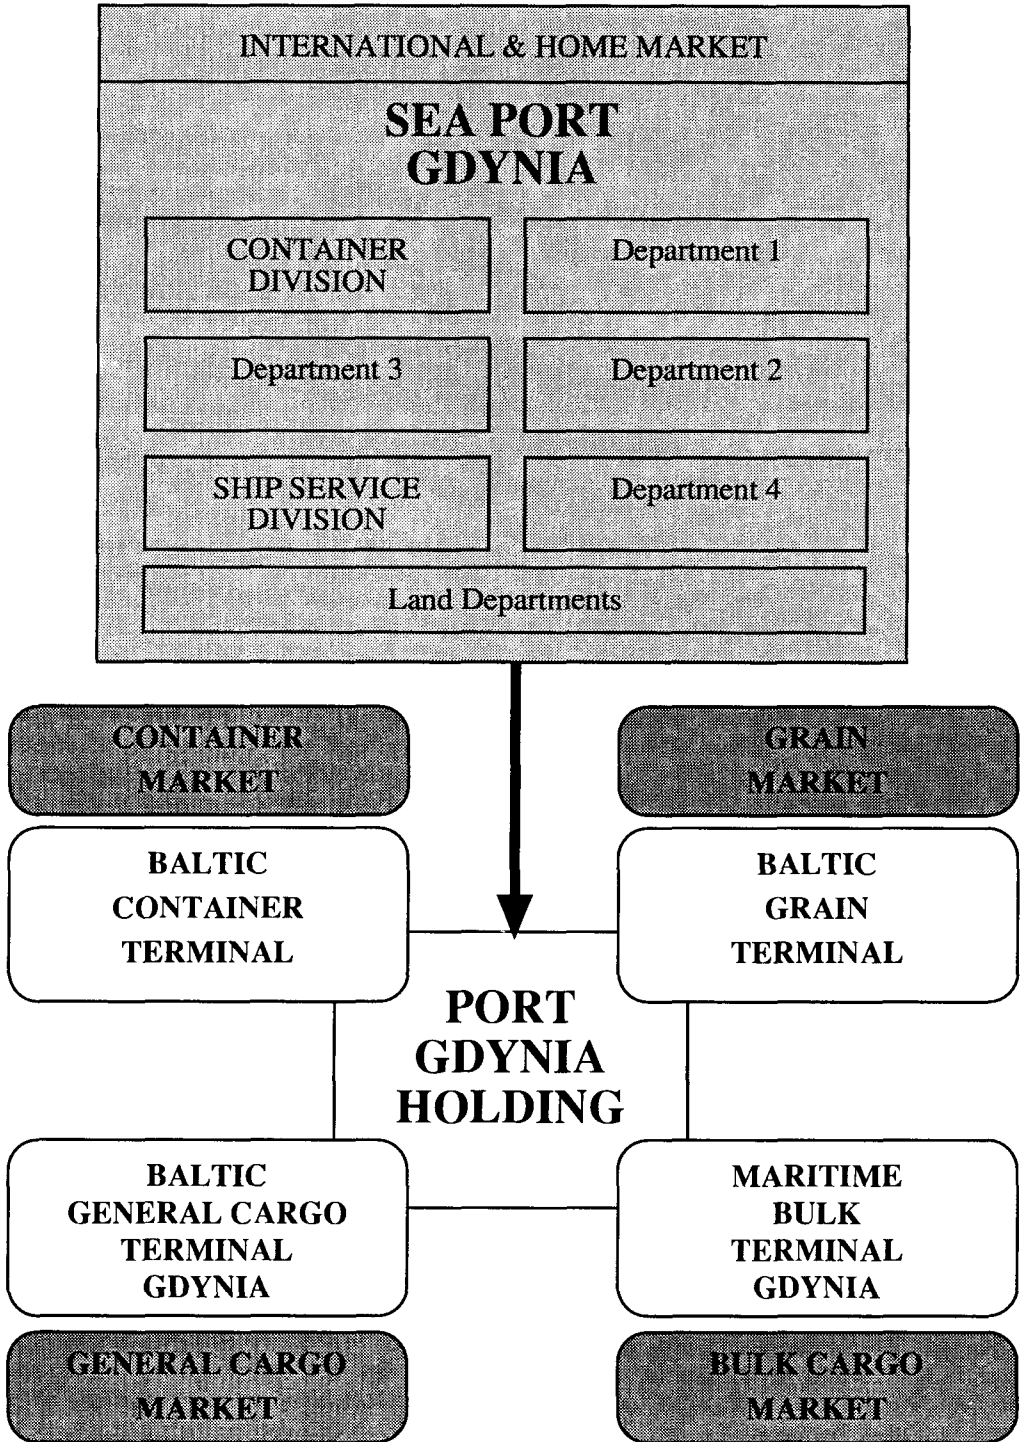 INTERNATIONAL & HOME MARKET
SEA PORT
GDYNIA
CONTAINER
DIVISION
Department 1
Department 3
Department 2
SHIP SERVICE
DIVISION
Department 4
Land Departments
CONTAINER
MARKET
GRAIN
MARKET
BALTIC
CONTAINER
TERMINAL
BALTIC
GRAIN
TERMINAL
PORT
GDYNIA
HOLDING
BALTIC
GENERAL CARGO
TERMINAL
GDYNIA
MARITIME
BULK
TERMINAL
GDYNIA
GENERAL CARGO
MARKET
BULK CARGO
MARKET